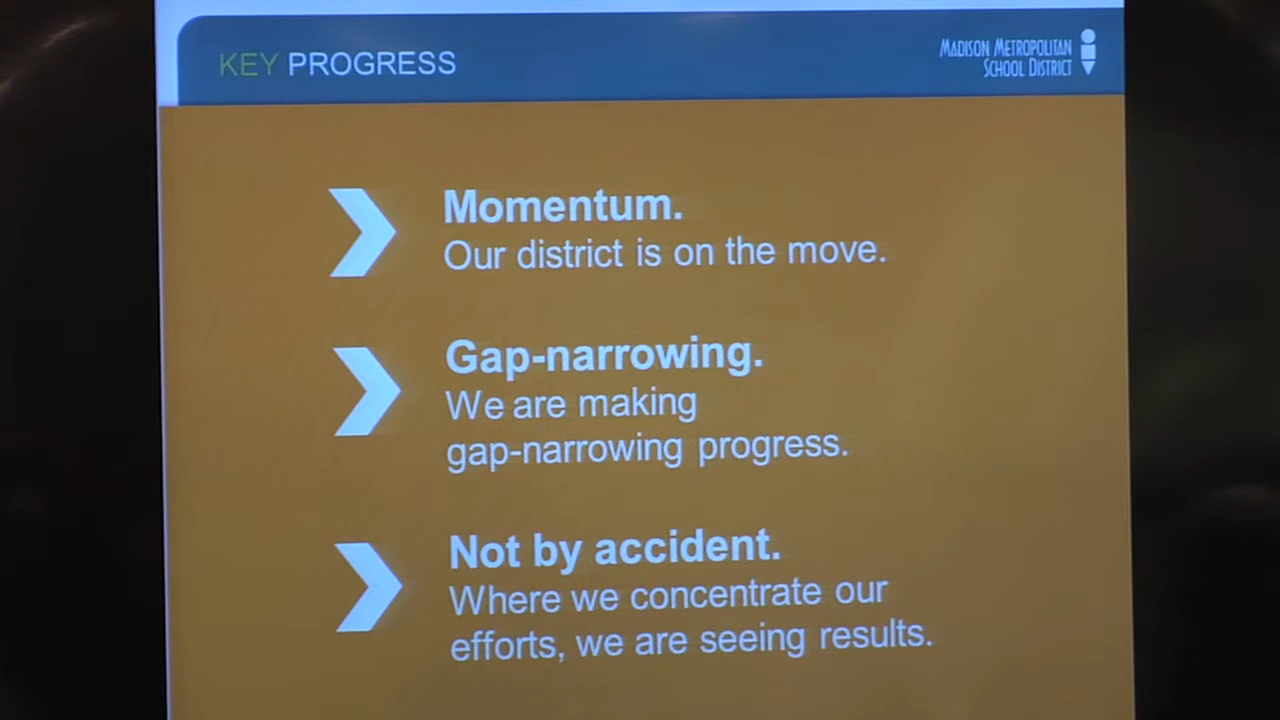 KEY PROGRESS
MADISON METROPOLITAN
SCHOOL DISTRICT
Momentum.
Our district is on the move.
Gap-narrowing.
We are making
gap-narrowing progress.
Not by accident.
Where we concentrate our
efforts, we are seeing results.